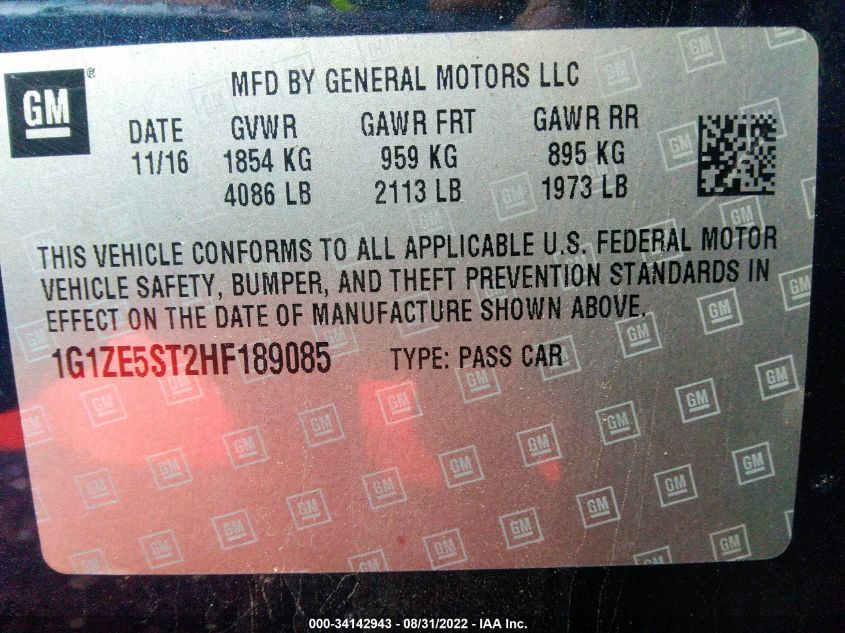 GM ®
MFD BY GENERAL MOTORS LLC
DATE GVWR GAWR FRT GAWR RR
11/16 1854 KG 959 KG 895 KG
4086 LB 2113 LB 1973 LB
THIS VEHICLE CONFORMS TO ALL APPLICABLE U.S. FEDERAL MOTOR
VEHICLE SAFETY, BUMPER, AND THEFT PREVENTION STANDARDS IN
EFFECT ON THE DATE OF MANUFACTURE SHOWN ABOVE.
1G1ZE5ST2HF189085 TYPE: PASS CAR
000-34142943 - 08/31/2022 - IAA Inc.